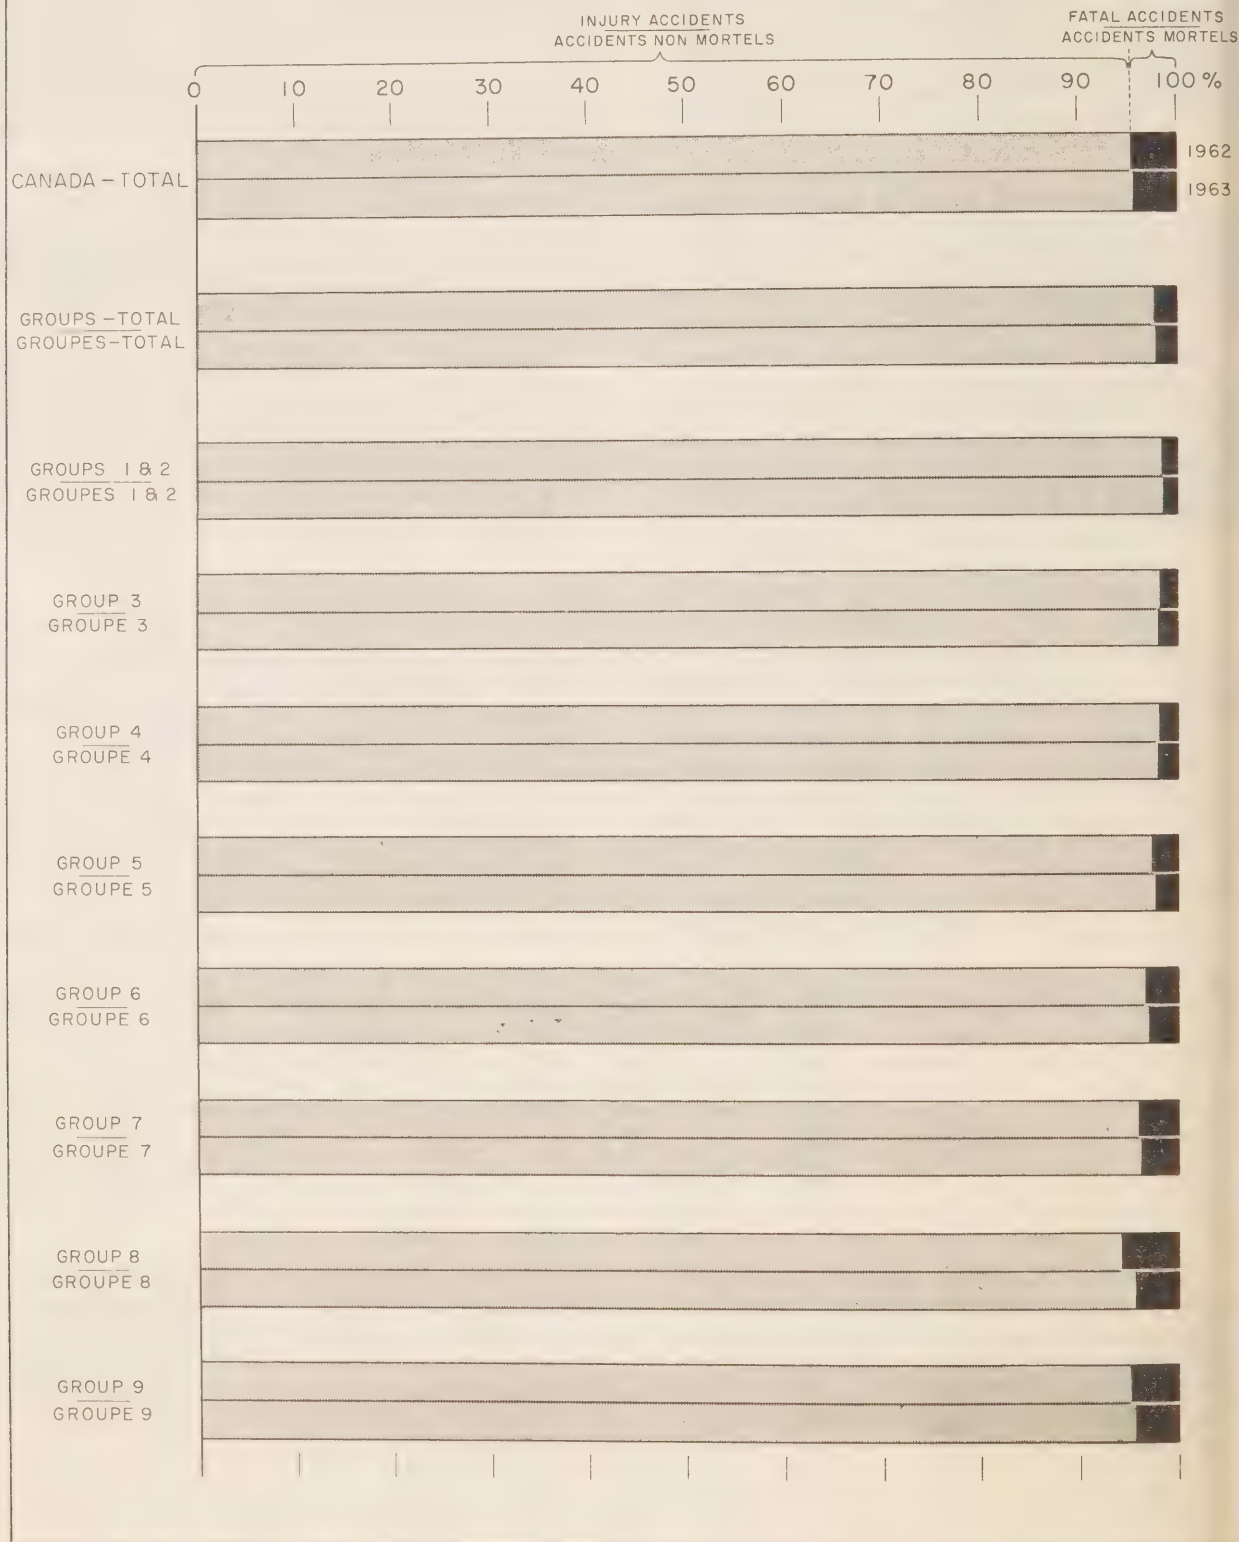 INJURY ACCIDENTS
ACCIDENTS NON MORTELS
FATAL ACCIDENTS
ACCIDENTS MORTELS
0 10 20 30 40 50 60 70 80 90 100 %
CANADA - TOTAL
1962
1963
GROUPS - TOTAL
GROUPES - TOTAL
GROUPS 1 & 2
GROUPES 1 & 2
GROUP 3
GROUPE 3
GROUP 4
GROUPE 4
GROUP 5
GROUPE 5
GROUP 6
GROUPE 6
GROUP 7
GROUPE 7
GROUP 8
GROUPE 8
GROUP 9
GROUPE 9